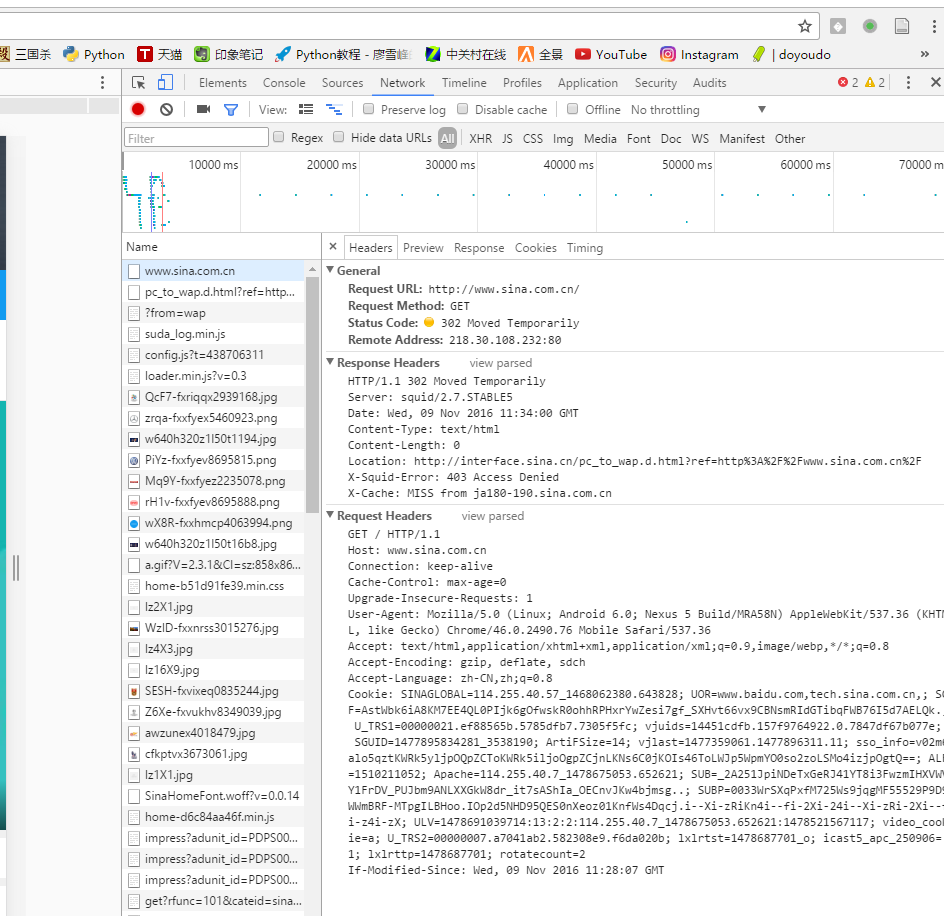 三国杀 Python 天猫 印象笔记 Python教程 - 廖雪峰 中关村在线 全景 YouTube Instagram | doyoudo »
Elements Console Sources Network Timeline Profiles Application Security Audits 2 2
View: Preserve log Disable cache Offline No throttling
Filter Regex Hide data URLs All XHR JS CSS Img Media Font Doc WS Manifest Other
10000 ms 20000 ms 30000 ms 40000 ms 50000 ms 60000 ms 70000 m
Name
www.sina.com.cn
pc_to_wap.d.html?ref=http...
?from=wap
suda_log.min.js
config.js?t=438706311
loader.min.js?v=0.3
QcF7-fxriqqx2939168.jpg
zrqa-fxxfyex5460923.png
w640h320z1l50t1194.jpg
PiYz-fxxfyev8695815.png
Mq9Y-fxxfyez2235078.png
rH1v-fxxfyev8695888.png
wX8R-fxxhmcp4063994.png
w640h320z1l50t16b8.jpg
a.gif?V=2.3.1&CI=sz:858x86...
home-b51d91fe39.min.css
lz2X1.jpg
WzID-fxxnrss3015276.jpg
lz4X3.jpg
lz16X9.jpg
SESH-fxvixeq0835244.jpg
Z6Xe-fxvukhv8349039.jpg
awzunex4018479.jpg
cfkptvx3673061.jpg
lz1X1.jpg
SinaHomeFont.woff?v=0.0.14
home-d6c84aa46f.min.js
impress?adunit_id=PDPS00...
impress?adunit_id=PDPS00...
impress?adunit_id=PDPS00...
get?rfunc=101&cateid=sina...
Headers Preview Response Cookies Timing
General
Request URL: http://www.sina.com.cn/
Request Method: GET
Status Code: 302 Moved Temporarily
Remote Address: 218.30.108.232:80
Response Headers view parsed
HTTP/1.1 302 Moved Temporarily
Server: squid/2.7.STABLE5
Date: Wed, 09 Nov 2016 11:34:00 GMT
Content-Type: text/html
Content-Length: 0
Location: http://interface.sina.cn/pc_to_wap.d.html?ref=http%3A%2F%2Fwww.sina.com.cn%2F
X-Squid-Error: 403 Access Denied
X-Cache: MISS from ja180-190.sina.com.cn
Request Headers view parsed
GET / HTTP/1.1
Host: www.sina.com.cn
Connection: keep-alive
Cache-Control: max-age=0
Upgrade-Insecure-Requests: 1
User-Agent: Mozilla/5.0 (Linux; Android 6.0; Nexus 5 Build/MRA58N) AppleWebKit/537.36 (KHTM
L, like Gecko) Chrome/46.0.2490.76 Mobile Safari/537.36
Accept: text/html,application/xhtml+xml,application/xml;q=0.9,image/webp,*/*;q=0.8
Accept-Encoding: gzip, deflate, sdch
Accept-Language: zh-CN,zh;q=0.8
Cookie: SINAGLOBAL=114.255.40.57_1468062380.643828; UOR=www.baidu.com,tech.sina.com.cn,; SC
F=AstWbk6iA8KM7EE4QL0PIjk6gOfwskR0ohhRPHxrYwZesi7gf_SXHvt66vx9CBNsmRIdGTibqFWB76I5d7AELQk.;
U_TRS1=00000021.ef88565b.5785dfb7.7305f5fc; vjuids=14451cdfb.157f9764922.0.7847df67b077e;
SGUID=1477895834281_3538190; ArtiFSize=14; vjlast=1477359061.1477896311.11; sso_info=v02m6
alo5qztKWRk5yljpOQpZCToKWRk5iljoOgpZCjnLKNs6C0jKOIs46ToLWJp5WpmYO0so2zoLSMo4izjpOgtQ==; AL
=1510211052; Apache=114.255.40.7_1478675053.652621; SUB=_2A251JpiNDeTxGeRJ41YT8i3FwzmIHXVW
Y1FrDV_PUJbm9ANLXXGkW8dr_it7sAShIa_OECnvJKw4bjmsg..; SUBP=0033WrSXqPxfM725Ws9jqgMF55529P9D9
WWmBRF-MTpgILBHoo.IOp2d5NHD95QES0nXeoz01KnfWs4Dqcj.i--Xi-zRiKn4i--fi-2Xi-24i--Xi-zRi-2Xi--
i-z4i-zX; ULV=1478691039714:13:2:2:114.255.40.7_1478675053.652621:1478521567117; video_coo
ie=a; U_TRS2=00000007.a7041ab2.582308e9.f6da020b; lxlrtst=1478687701_o; icast5_apc_250906=
1; lxlrttp=1478687701; rotatecount=2
If-Modified-Since: Wed, 09 Nov 2016 11:28:07 GMT